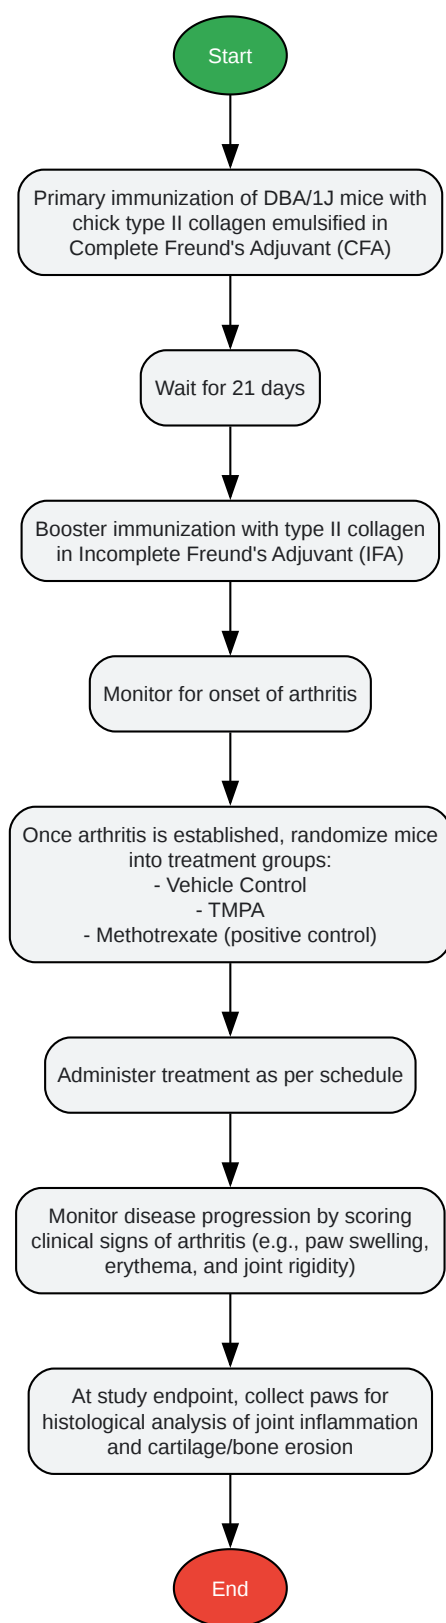 Start
Primary immunization of DBA/1J mice with
chick type II collagen emulsified in
Complete Freund's Adjuvant (CFA)
Wait for 21 days
Booster immunization with type II collagen
in Incomplete Freund's Adjuvant (IFA)
Monitor for onset of arthritis
Once arthritis is established, randomize mice
into treatment groups:
- Vehicle Control
- TMPA
- Methotrexate (positive control)
Administer treatment as per schedule
Monitor disease progression by scoring
clinical signs of arthritis (e.g., paw swelling,
erythema, and joint rigidity)
At study endpoint, collect paws for
histological analysis of joint inflammation
and cartilage/bone erosion
End